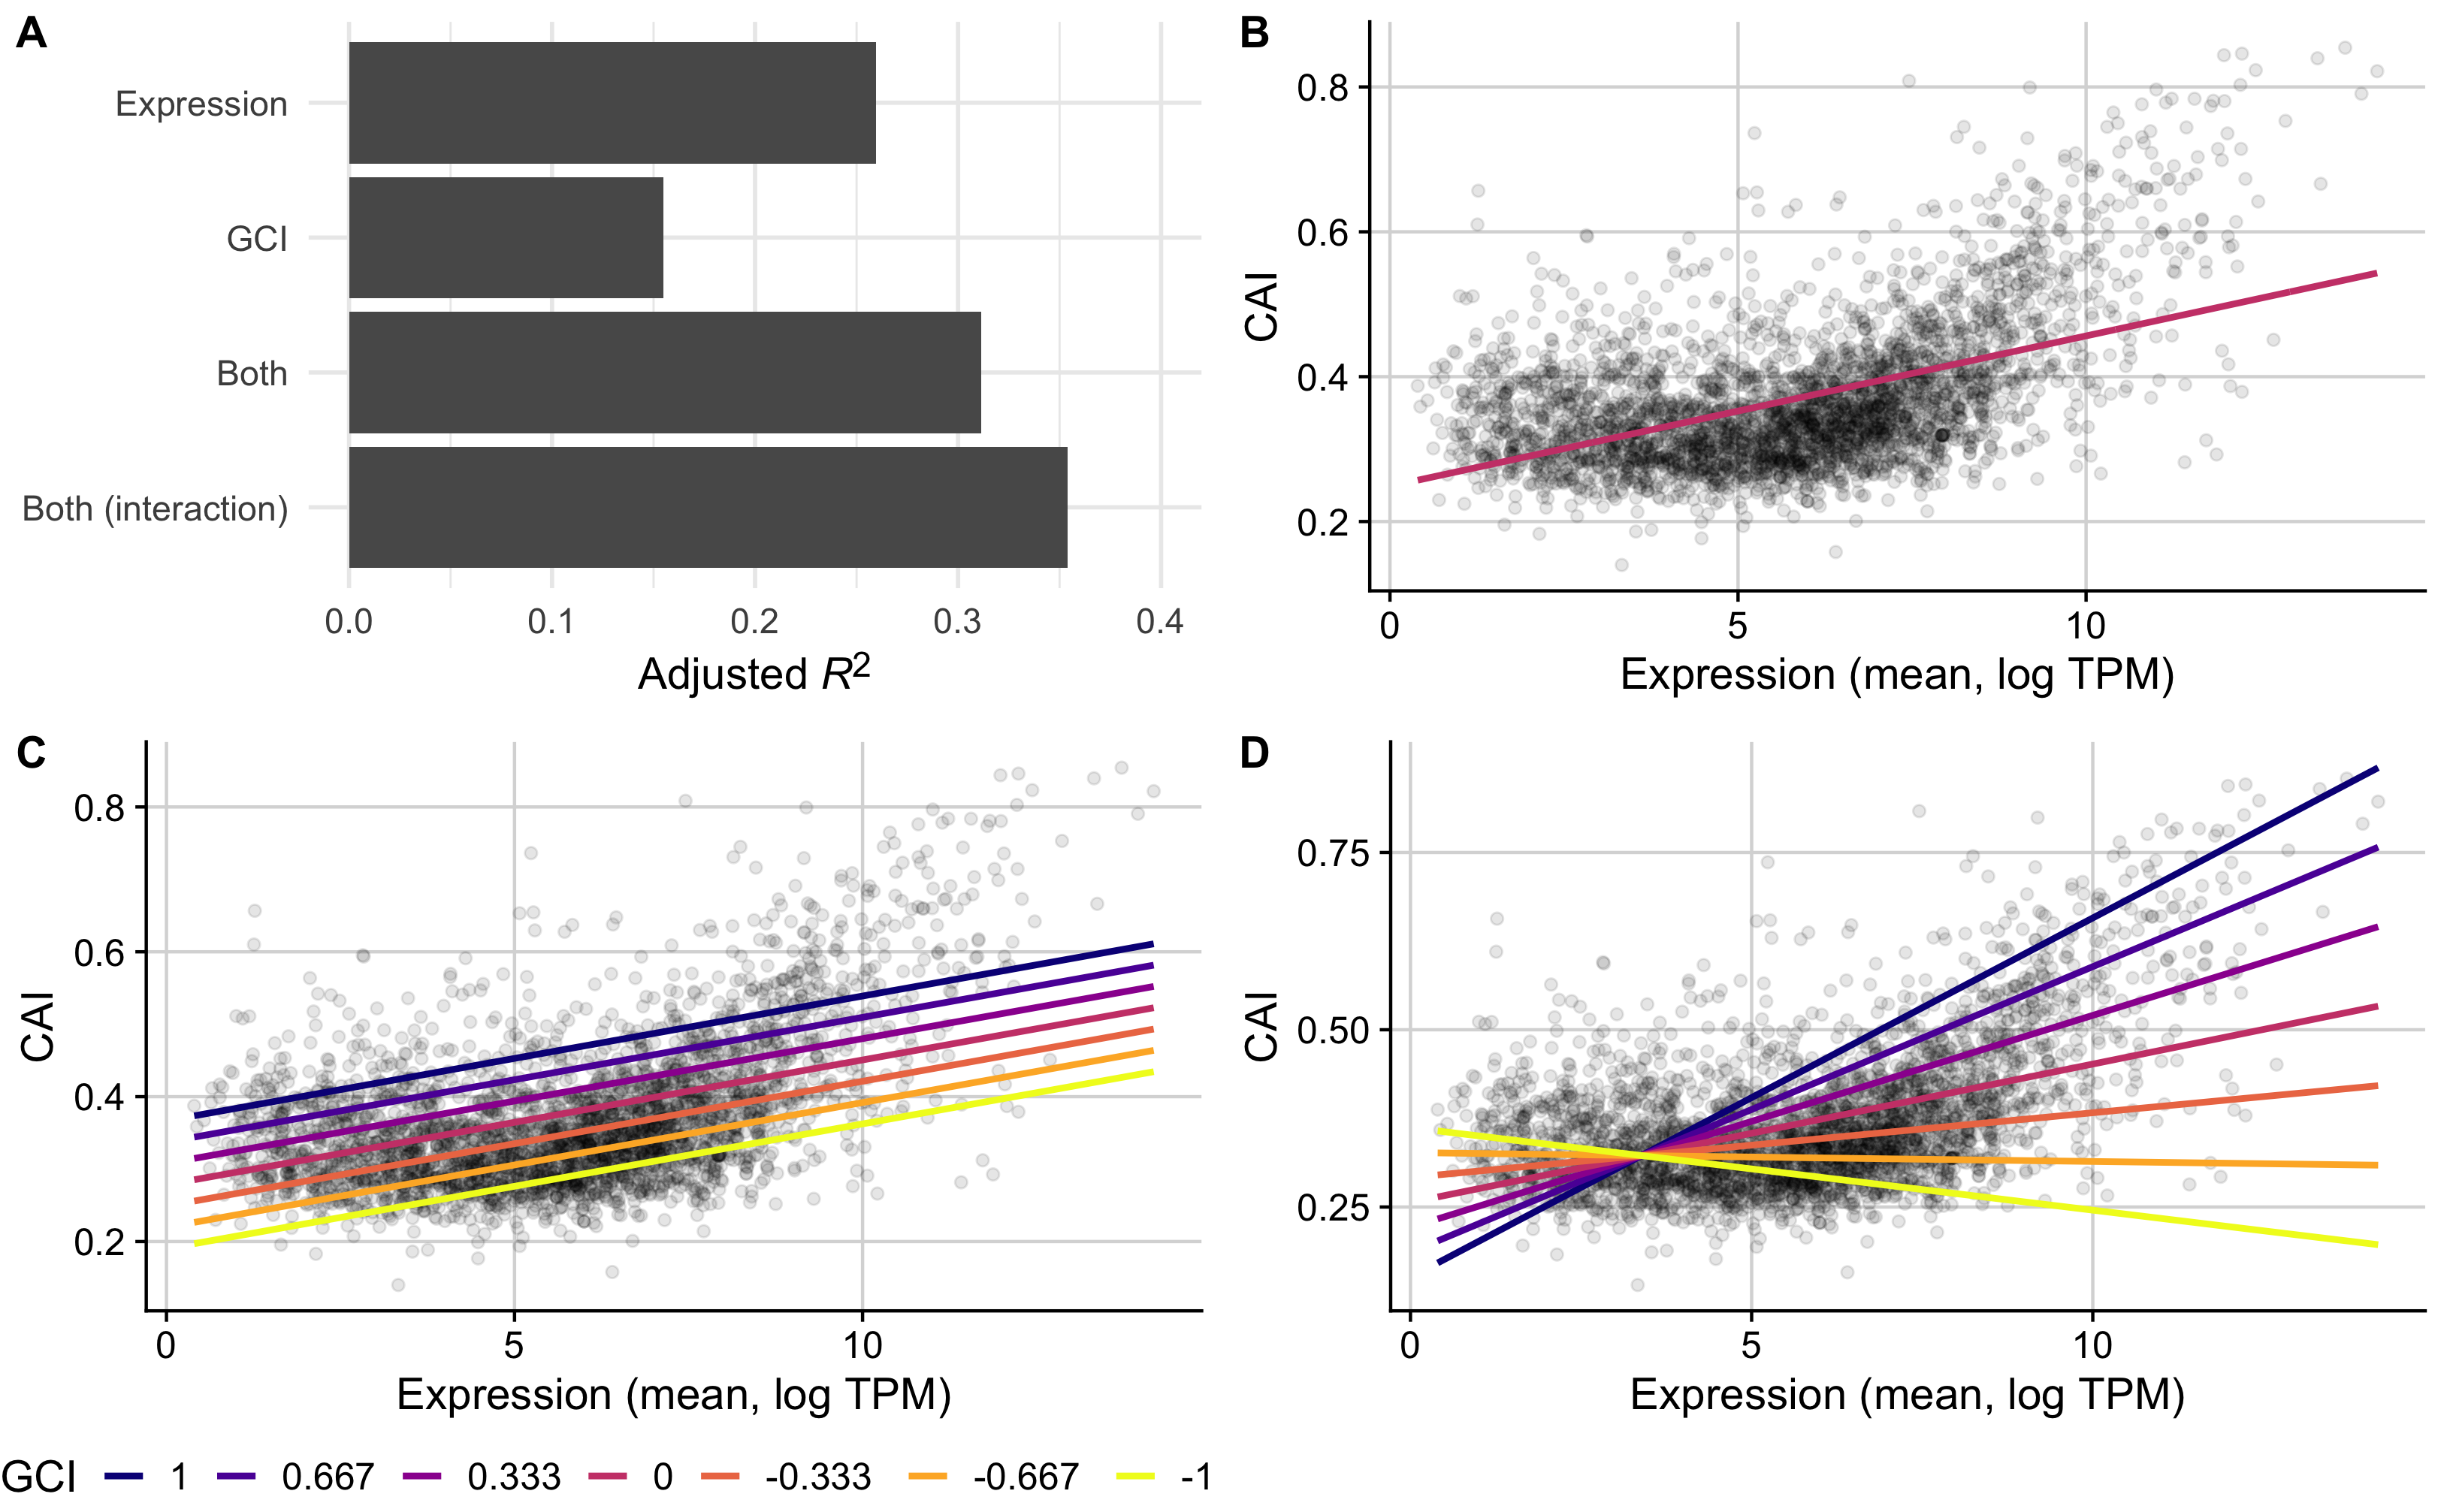 A
Expression
GCI
Both
Both (interaction)
0.0 0.1 0.2 0.3 0.4
Adjusted R²
B
CAI
0.8
0.6
0.4
0.2
0 5 10
Expression (mean, log TPM)
C
CAI
0.8
0.6
0.4
0.2
0 5 10
Expression (mean, log TPM)
D
CAI
0.75
0.50
0.25
0 5 10
Expression (mean, log TPM)
GCI 1 0.667 0.333 0 -0.333 -0.667 -1